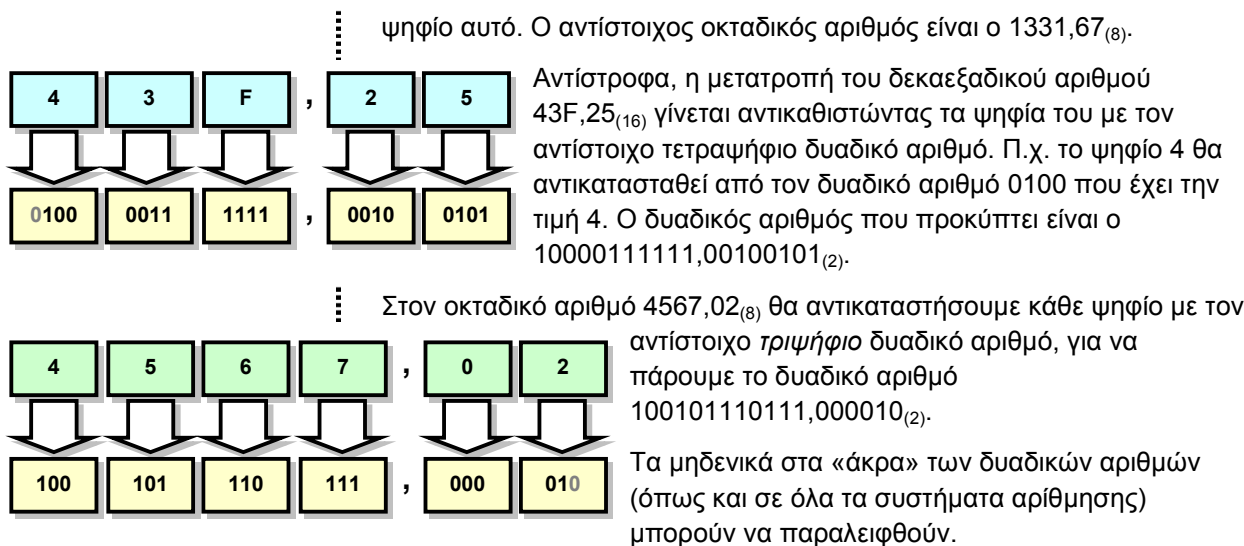 ψηφίο αυτό. Ο αντίστοιχος οκταδικός αριθμός είναι ο 1331,67(8).
4 3 F , 2 5
0100 0011 1111 , 0010 0101
Αντίστροφα, η μετατροπή του δεκαεξαδικού αριθμού
43F,25(16) γίνεται αντικαθιστώντας τα ψηφία του με τον
αντίστοιχο τετραψήφιο δυαδικό αριθμό. Π.χ. το ψηφίο 4 θα
αντικατασταθεί από τον δυαδικό αριθμό 0100 που έχει την
τιμή 4. Ο δυαδικός αριθμός που προκύπτει είναι ο
10000111111,00100101(2).
Στον οκταδικό αριθμό 4567,02(8) θα αντικαταστήσουμε κάθε ψηφίο με τον
αντίστοιχο τριψήφιο δυαδικό αριθμό, για να
πάρουμε το δυαδικό αριθμό
100101110111,000010(2).
4 5 6 7 , 0 2
100 101 110 111 , 000 010
Τα μηδενικά στα «άκρα» των δυαδικών αριθμών
(όπως και σε όλα τα συστήματα αρίθμησης)
μπορούν να παραλειφθούν.